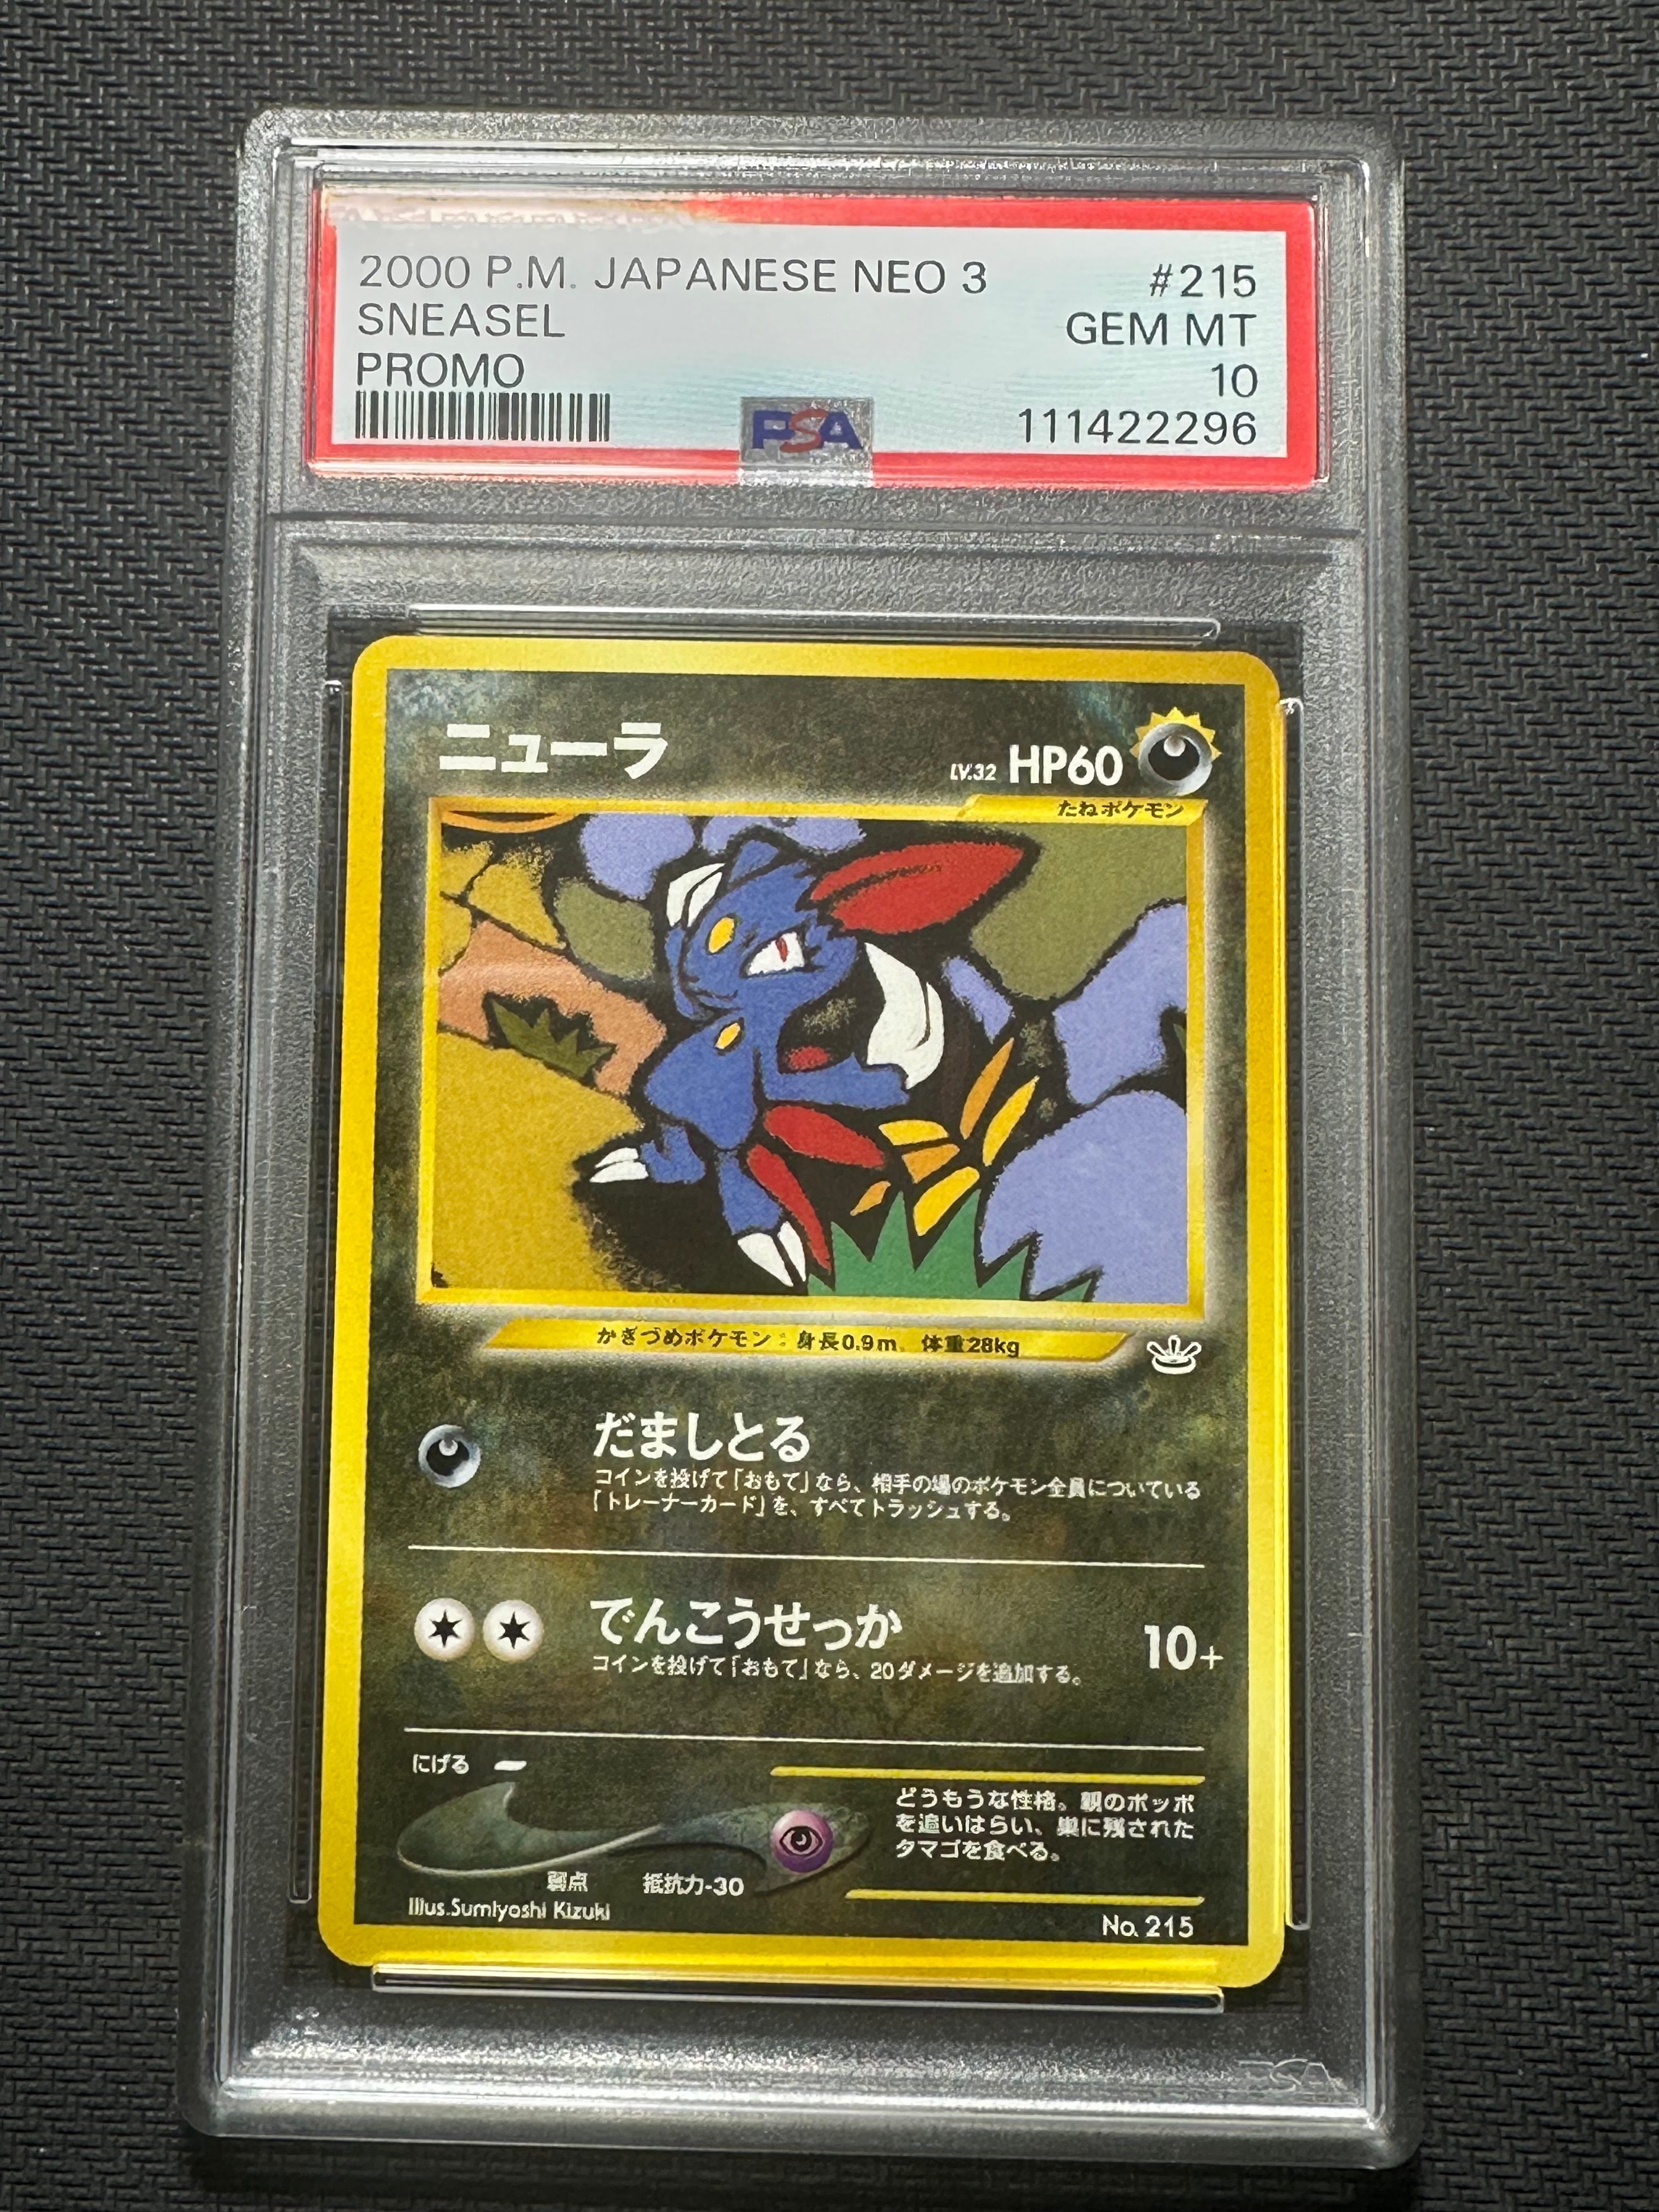 2000 P.M. JAPANESE NEO 3 #215
SNEASEL GEM MT
PROMO 10
PSA 111422296
ニューラ LV.32 HP60
たねポケモン
かぎづめポケモン：身長0.9m 体重28kg
だましとる
コインを投げて「おもて」なら、相手の場のポケモン全員についている
「トレーナーカード」を、すべてトラッシュする。
でんこうせっか 10+
コインを投げて「おもて」なら、20ダメージを追加する。
にげる
どうもうな性格。親のポッポ
を追いはらい、巣に残された
タマゴを食べる。
弱点 抵抗力-30
Illus.Sumiyoshi Kizuki
No. 215
PSA